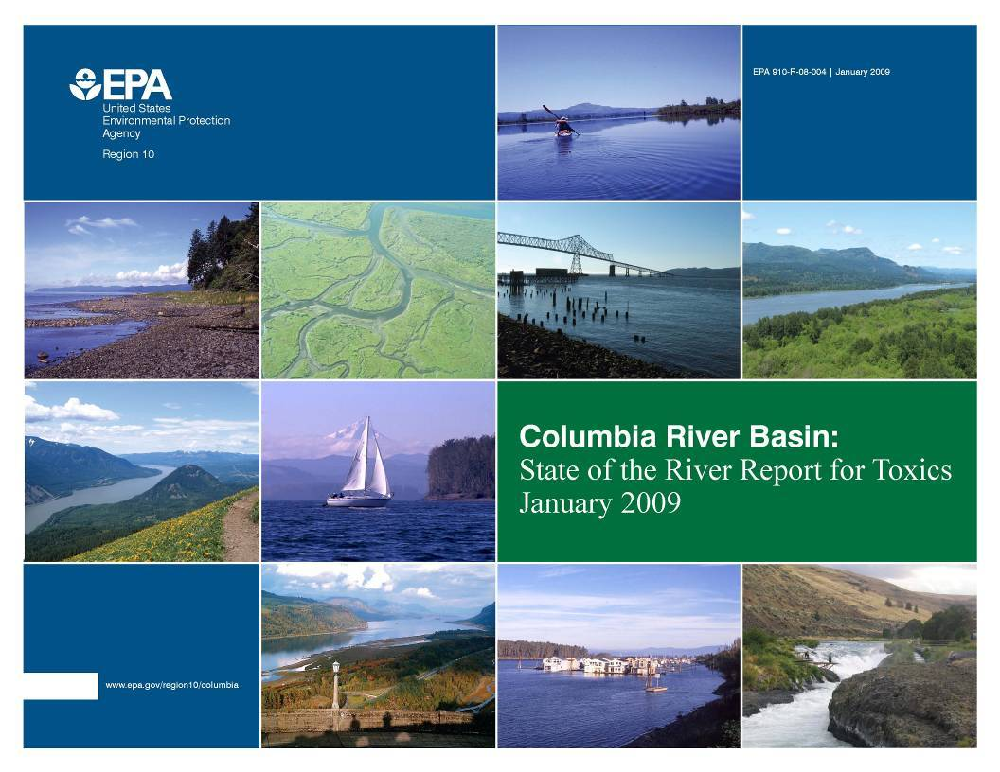 EPA
United States
Environmental Protection
Agency
Region 10
EPA 910-R-08-004 | January 2009
Columbia River Basin:
State of the River Report for Toxics
January 2009
www.epa.gov/region10/columbia